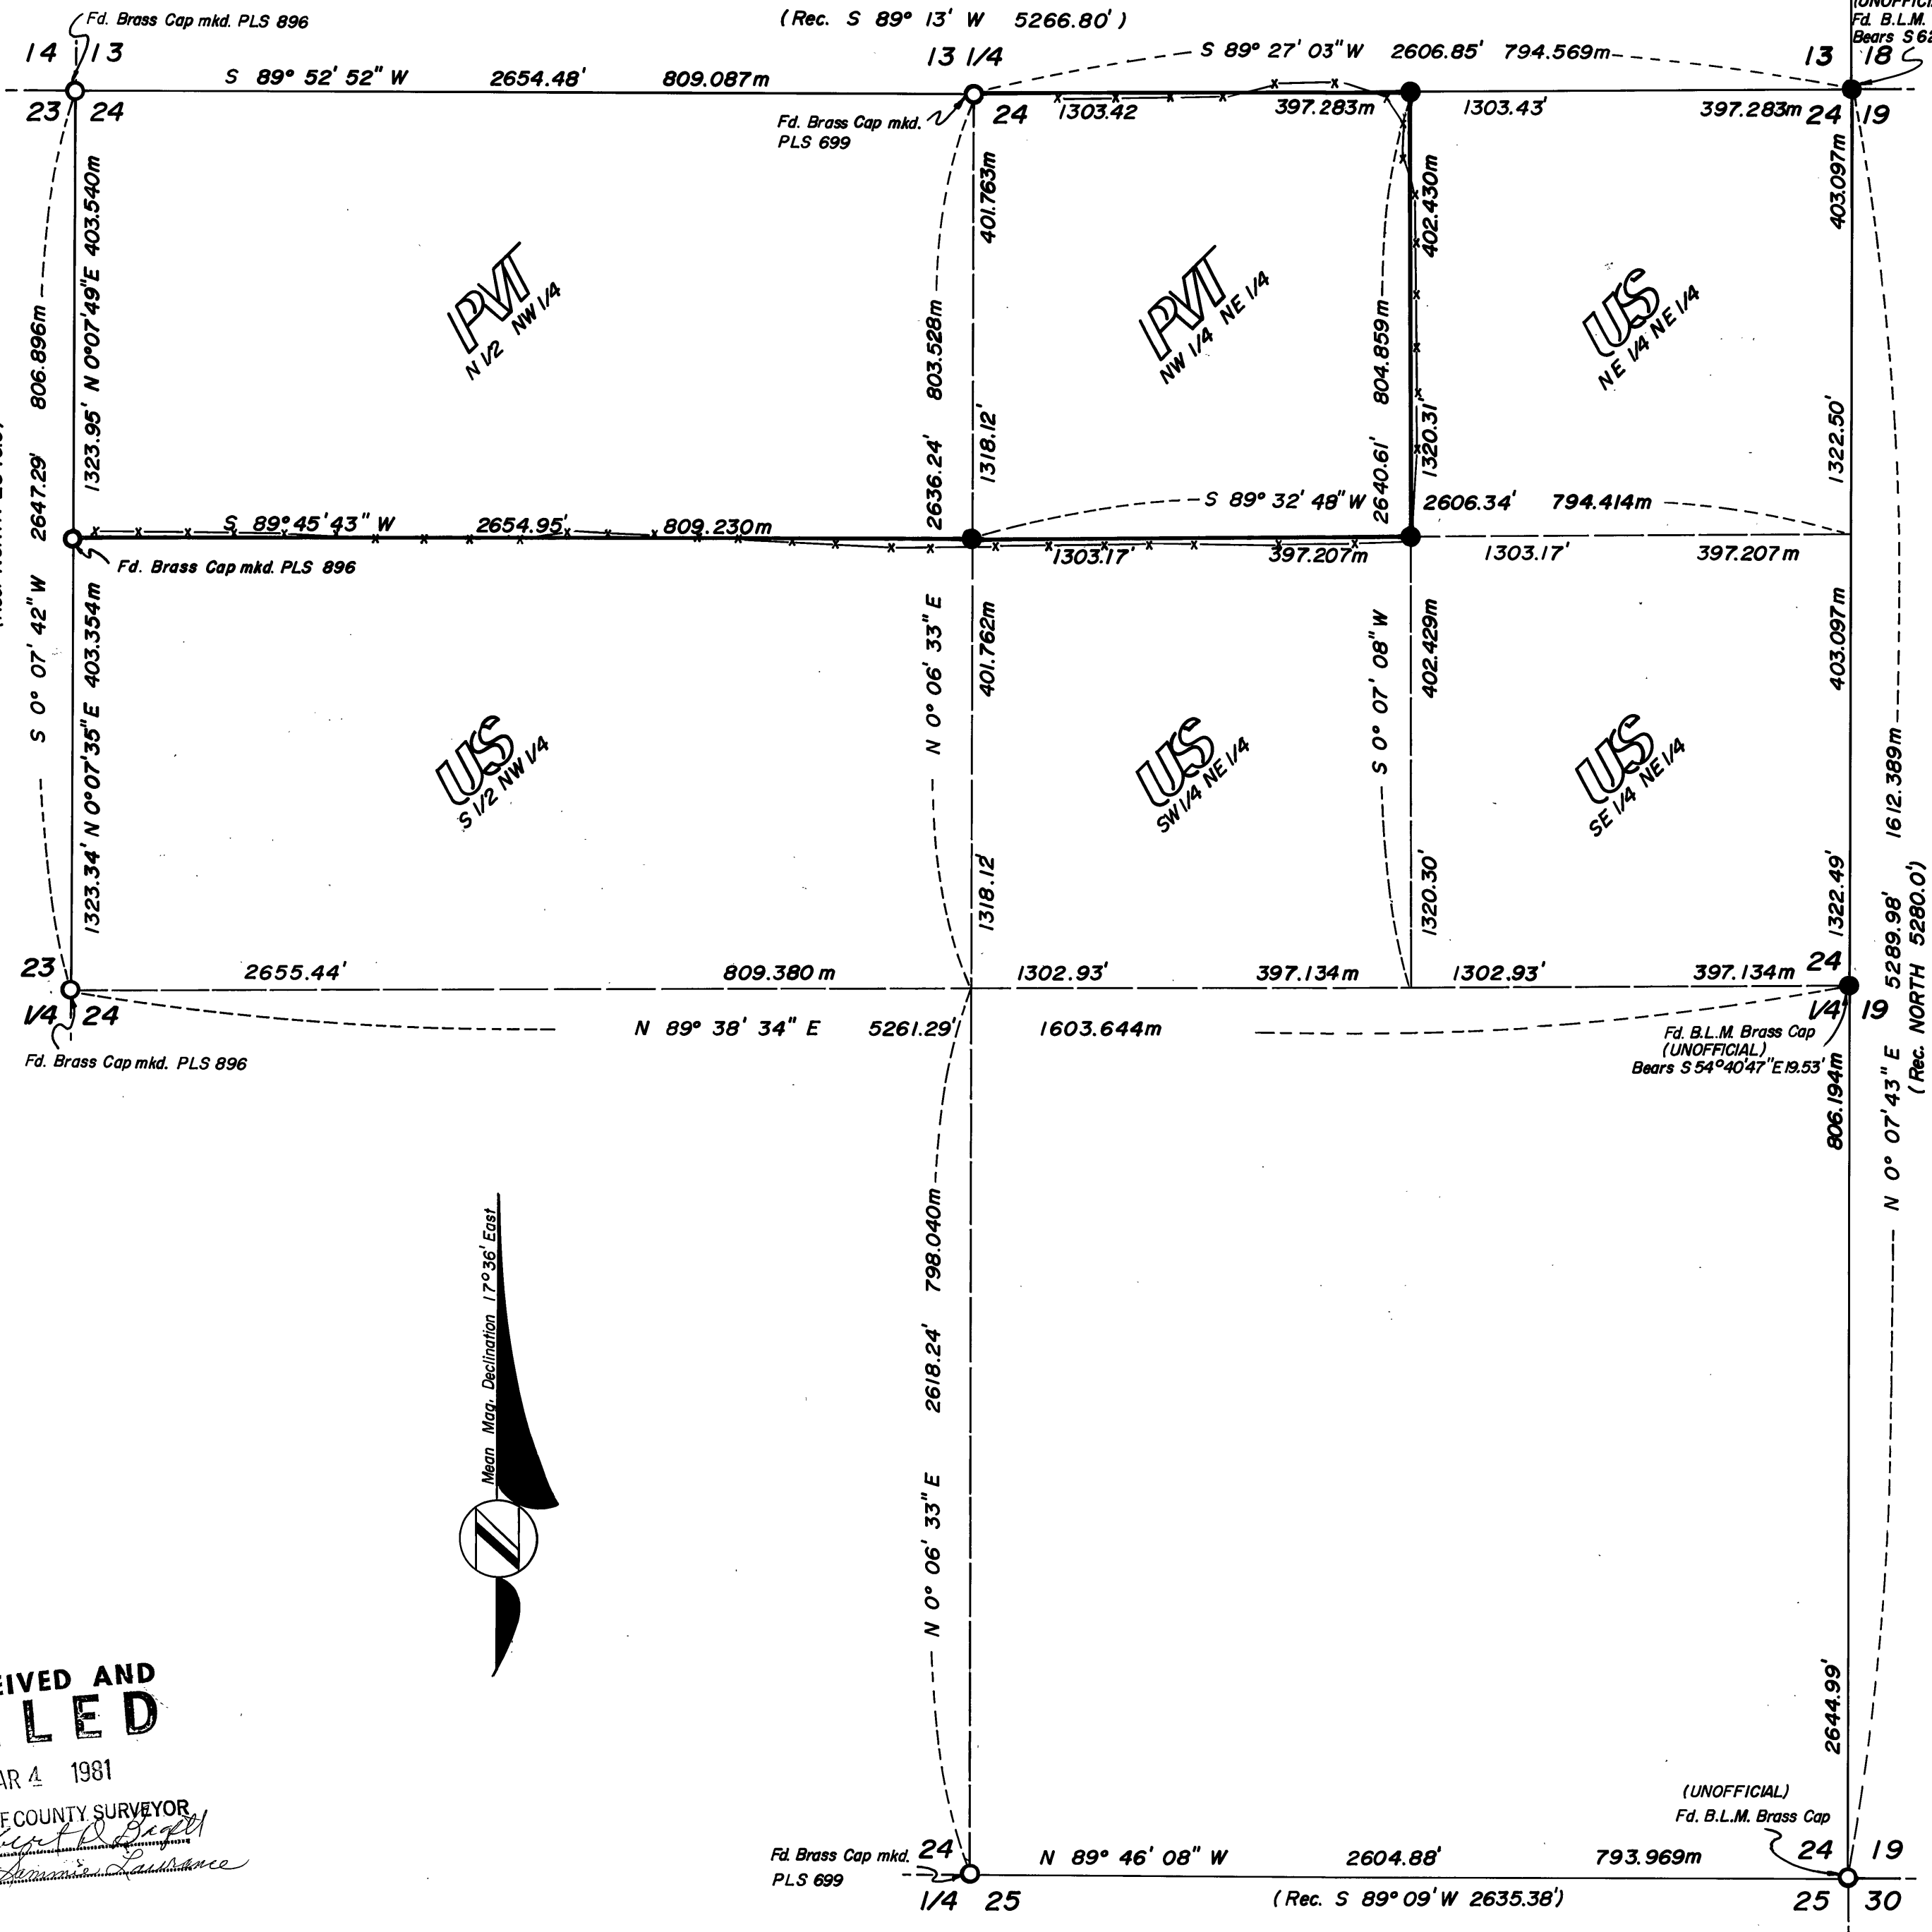 Fd. Brass Cap mkd. PLS 896
(Rec. S 89° 13' W 5266.80')
Fd. B.L.M.
Bears S 62
14 13
13 1/4
13 18
S 89° 52' 52" W 2654.48' 809.087m
S 89° 27' 03" W 2606.85' 794.569m
23 24
Fd. Brass Cap mkd.
PLS 699
24
1303.42 397.283m
1303.43' 397.283m
24 19
806.896m
2647.29'
S 0° 07' 42" W
1323.95' N 0°07'49" E 403.540m
PVT
N 1/2 NW 1/4
401.763m
803.528m
1318.12'
2636.24'
PVT
NW 1/4 NE 1/4
402.430m
804.859m
1320.31'
2640.61'
US
NE 1/4 NE 1/4
403.097m
1322.50'
S 89° 45' 43" W 2654.95' 809.230m
S 89° 32' 48" W 2606.34' 794.414m
1303.17' 397.207m
1303.17' 397.207m
Fd. Brass Cap mkd. PLS 896
1323.34' N 0°07'35" E 403.354m
US
S 1/2 NW 1/4
N 0° 06' 33" E
401.762m
1318.12'
US
SW 1/4 NE 1/4
S 0° 07' 08" W
402.429m
1320.30'
US
SE 1/4 NE 1/4
403.097m
1322.49'
1612.389m
5289.98'
N 0° 07' 43" E
(Rec. NORTH 5280.0')
23
2655.44' 809.380 m
1302.93' 397.134m
1302.93' 397.134m
24
1/4 24
N 89° 38' 34" E 5261.29' 1603.644m
1/4 19
Fd. Brass Cap mkd. PLS 896
Fd. B.L.M. Brass Cap
(UNOFFICIAL)
Bears S 54°40'47" E 19.53'
806.194m
2644.99'
Mean Mag. Declination 17°36' East
N
798.040m
2618.24'
N 0° 06' 33" E
AND
1981
COUNTY SURVEYOR
(UNOFFICIAL)
Fd. B.L.M. Brass Cap
Fd. Brass Cap mkd.
PLS 699
24
N 89° 46' 08" W 2604.88' 793.969m
24 19
1/4 25
(Rec. S 89° 09' W 2635.38')
25 30